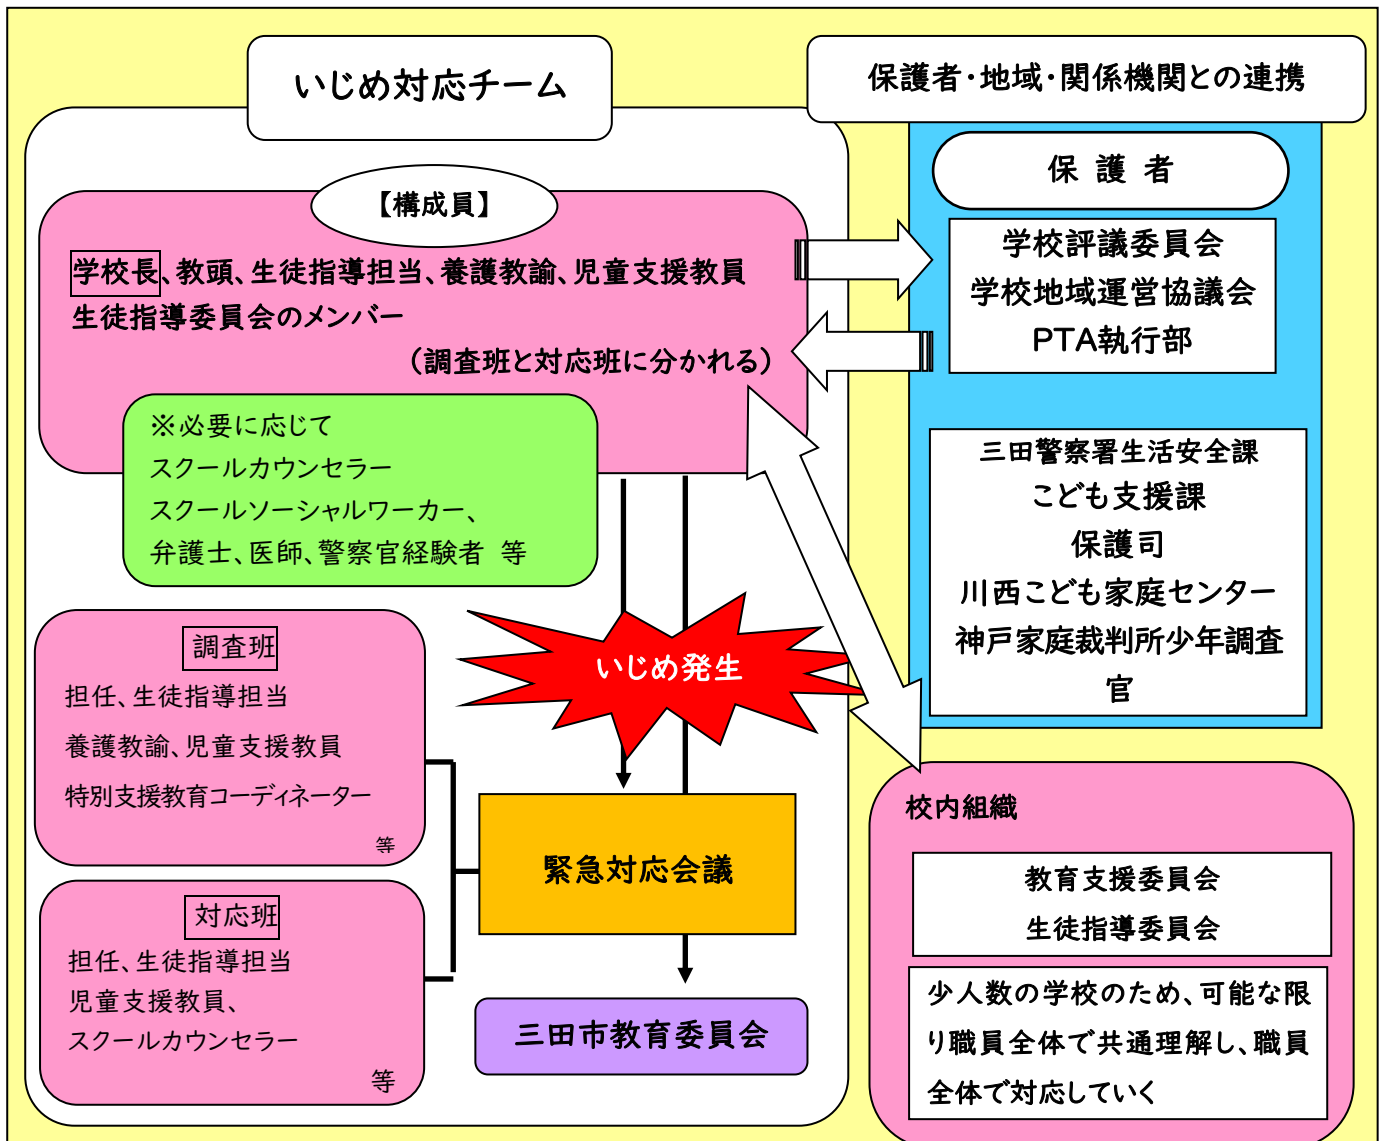 いじめ対応チーム
【構成員】
学校長、教頭、生徒指導担当、養護教諭、児童支援教員
生徒指導委員会のメンバー
（調査班と対応班に分かれる）
※必要に応じて
スクールカウンセラー
スクールソーシャルワーカー、
弁護士、医師、警察官経験者 等
いじめ発生
調査班
担任、生徒指導担当
養護教諭、児童支援教員
特別支援教育コーディネーター
等
対応班
担任、生徒指導担当
児童支援教員、
スクールカウンセラー
等
緊急対応会議
三田市教育委員会
保護者・地域・関係機関との連携
保 護 者
学校評議委員会
学校地域運営協議会
PTA執行部
三田警察署生活安全課
こども支援課
保護司
川西こども家庭センター
神戸家庭裁判所少年調査
官
校内組織
教育支援委員会
生徒指導委員会
少人数の学校のため、可能な限
り職員全体で共通理解し、職員
全体で対応していく